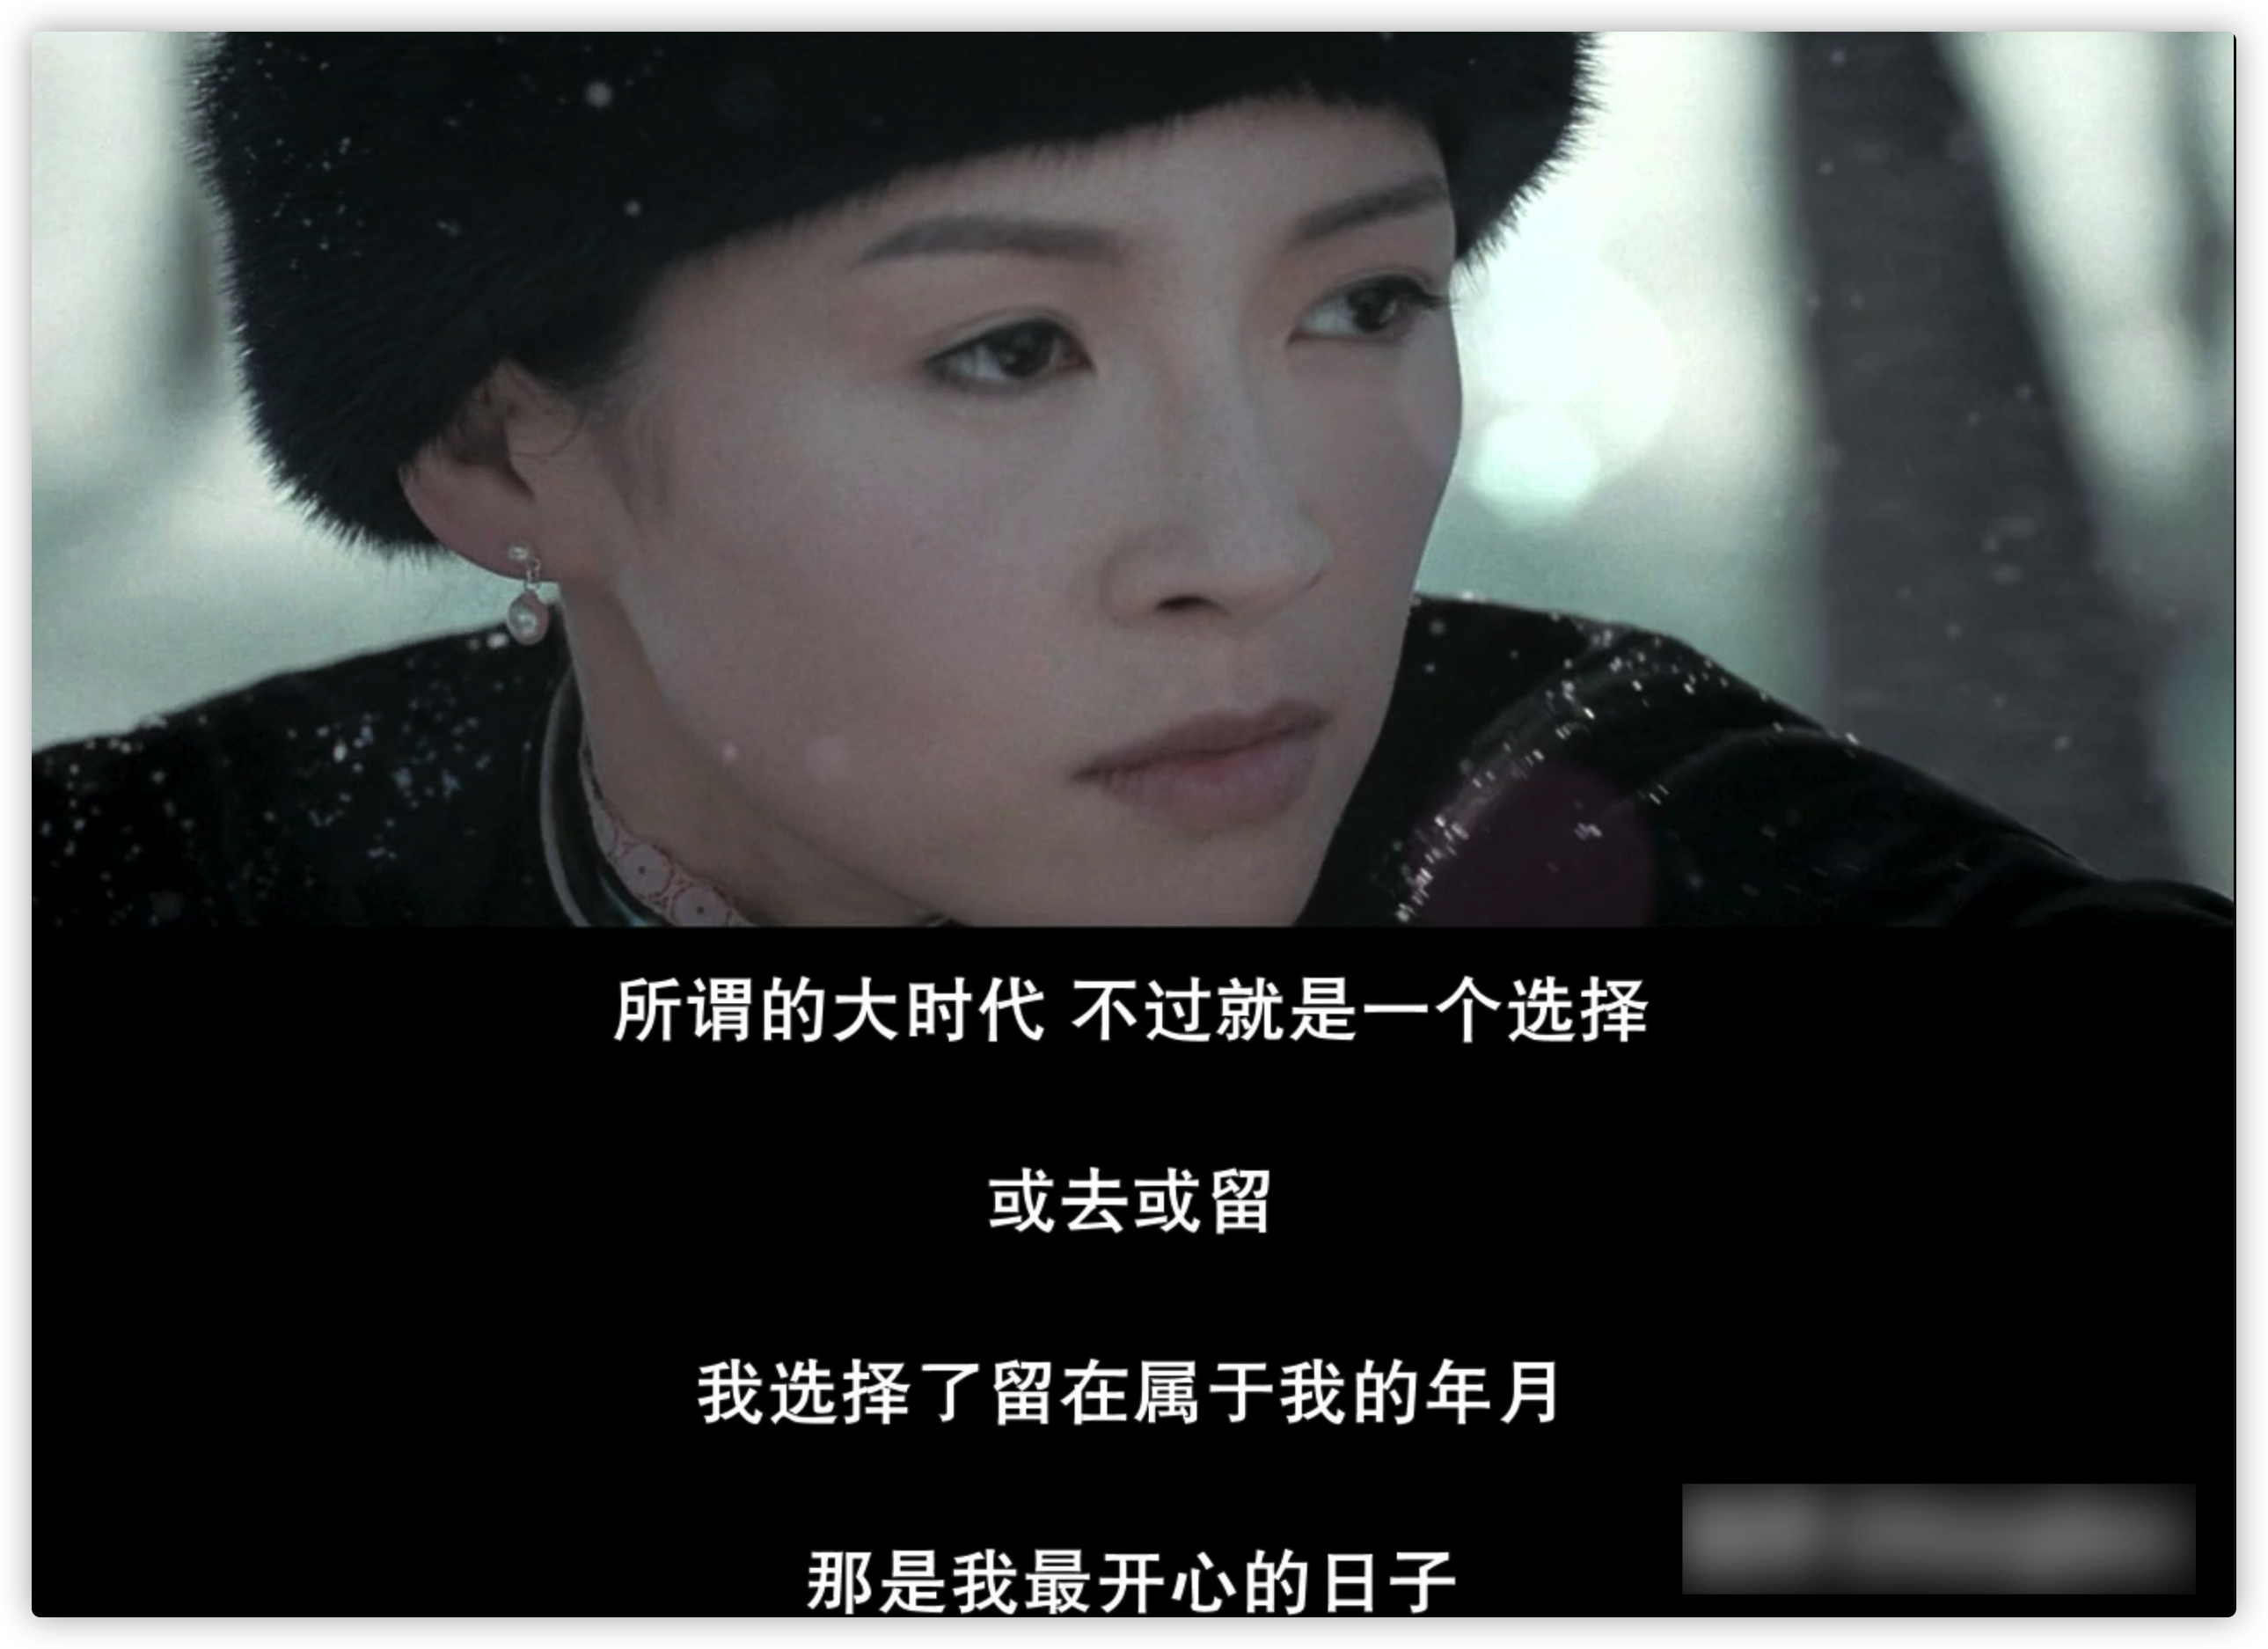 所谓的大时代 不过就是一个选择
或去或留
我选择了留在属于我的年月
那是我最开心的日子